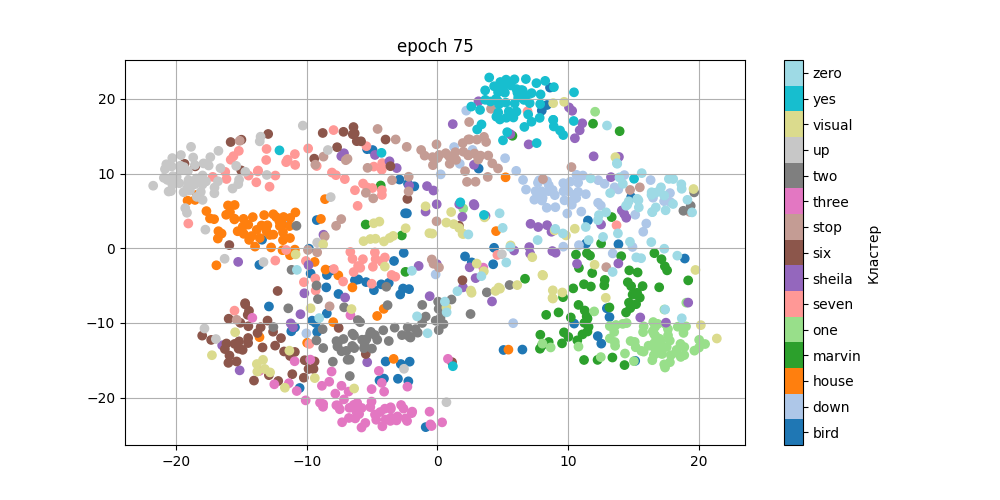 epoch 75
20
10
0
−10
−20
−20
−10
0
10
20
zero
yes
visual
up
two
three
stop
six
sheila
seven
one
marvin
house
down
bird
Кластер